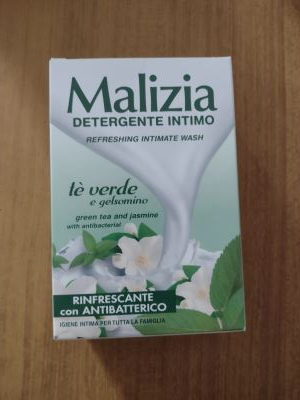 Malizia
DETERGENTE INTIMO
REFRESHING INTIMATE WASH
tè verde
e gelsomino
green tea and jasmine
with antibacterial
RINFRESCANTE
con ANTIBATTERICO
IGIENE INTIMA PER TUTTA LA FAMIGLIA